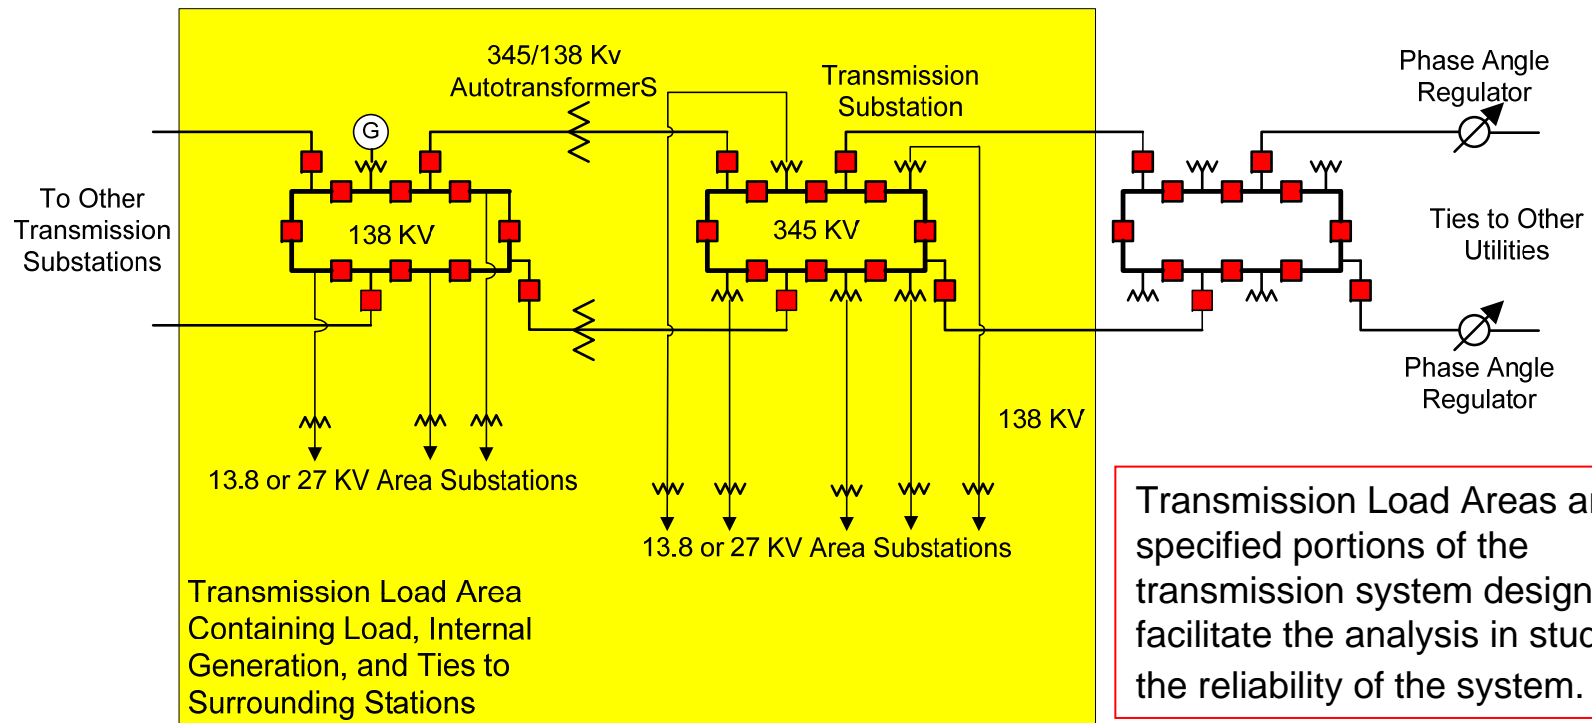 345/138 Kv
AutotransformerS
Transmission
Substation
Phase Angle
Regulator
G
To Other
Transmission
Substations
138 KV
345 KV
Ties to Other
Utilities
Phase Angle
Regulator
138 KV
13.8 or 27 KV Area Substations
13.8 or 27 KV Area Substations
Transmission Load Area
Containing Load, Internal
Generation, and Ties to
Surrounding Stations
Transmission Load Areas
specified portions of the
transmission system
facilitate the analysis in
the reliability of the system.